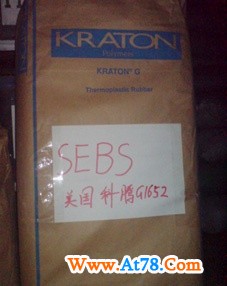 KRATON
Polymers
KRATON® G
Thermoplastic Rubber
SEBS
美国 科腾G1652
Www.At78.Com